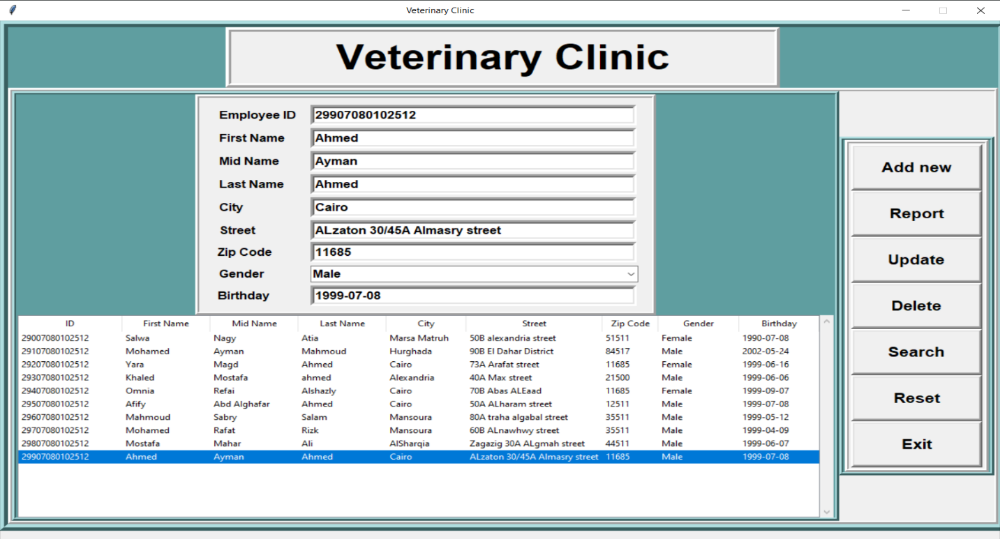 Veterinary Clinic
Veterinary Clinic
Employee ID 29907080102512
First Name Ahmed
Mid Name Ayman
Last Name Ahmed
City Cairo
Street ALzaton 30/45A Almasry street
Zip Code 11685
Gender Male
Birthday 1999-07-08
ID First Name Mid Name Last Name City Street Zip Code Gender Birthday
29007080102512 Salwa Nagy Atia Marsa Matruh 50B alexandria street 51511 Female 1990-07-08
29107080102512 Mohamed Ayman Mahmoud Hurghada 90B El Dahar District 84517 Male 2002-05-24
29207080102512 Yara Magd Ahmed Cairo 73A Arafat street 11685 Female 1999-06-16
29307080102512 Khaled Mostafa ahmed Alexandria 40A Max street 21500 Male 1999-06-06
29407080102512 Omnia Refai Alshazly Cairo 70B Abas ALEaad 11685 Female 1999-09-07
29507080102512 Afify Abd Alghafar Ahmed Cairo 50A ALharam street 12511 Male 1999-07-08
29607080102512 Mahmoud Sabry Salam Mansoura 80A traha algabal street 35511 Male 1999-05-12
29707080102512 Mohamed Rafat Rizk Mansoura 60B ALnawhwy street 35511 Male 1999-04-09
29807080102512 Mostafa Mahar Ali AlSharqia Zagazig 30A ALgmah street 44511 Male 1999-06-07
29907080102512 Ahmed Ayman Ahmed Cairo ALzaton 30/45A Almasry street 11685 Male 1999-07-08
Add new
Report
Update
Delete
Search
Reset
Exit